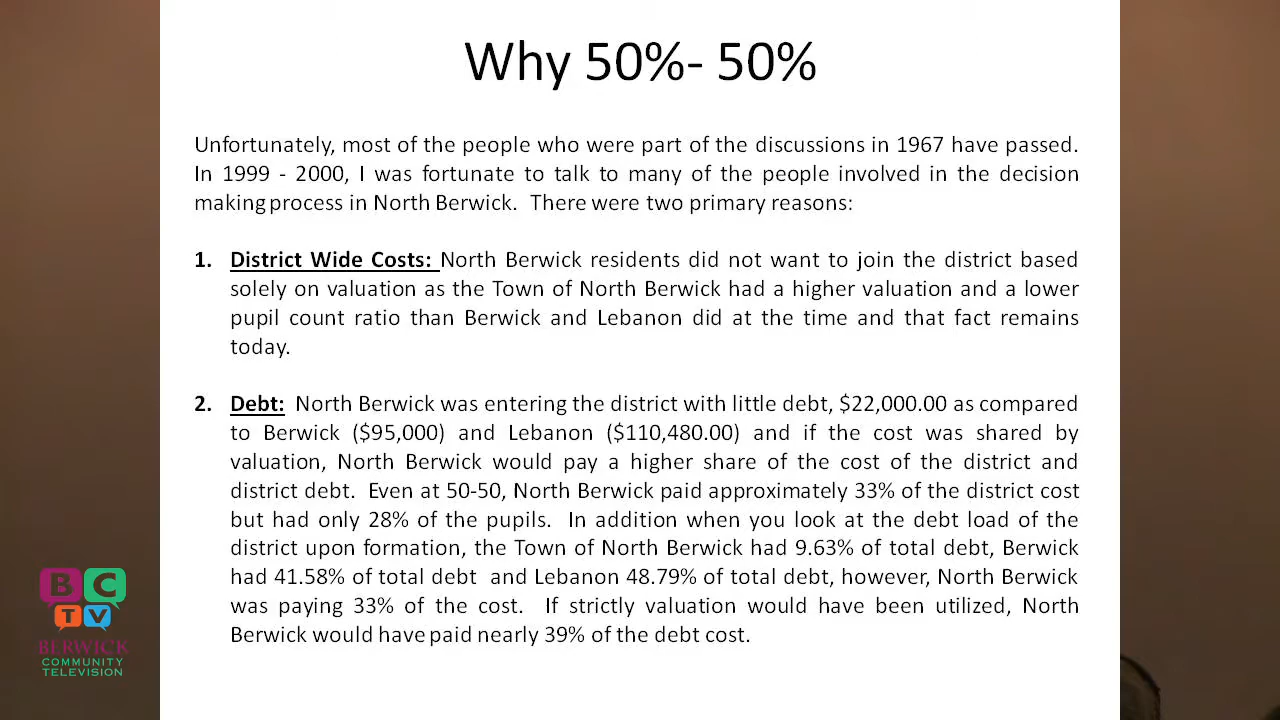 Why 50%- 50%
Unfortunately, most of the people who were part of the discussions in 1967 have passed.
In 1999 - 2000, I was fortunate to talk to many of the people involved in the decision
making process in North Berwick. There were two primary reasons:
1. District Wide Costs: North Berwick residents did not want to join the district based
solely on valuation as the Town of North Berwick had a higher valuation and a lower
pupil count ratio than Berwick and Lebanon did at the time and that fact remains
today.
2. Debt: North Berwick was entering the district with little debt, $22,000.00 as compared
to Berwick ($95,000) and Lebanon ($110,480.00) and if the cost was shared by
valuation, North Berwick would pay a higher share of the cost of the district and
district debt. Even at 50-50, North Berwick paid approximately 33% of the district cost
but had only 28% of the pupils. In addition when you look at the debt load of the
district upon formation, the Town of North Berwick had 9.63% of total debt, Berwick
had 41.58% of total debt and Lebanon 48.79% of total debt, however, North Berwick
was paying 33% of the cost. If strictly valuation would have been utilized, North
Berwick would have paid nearly 39% of the debt cost.
BC
TV
BERWICK
COMMUNITY
TELEVISION